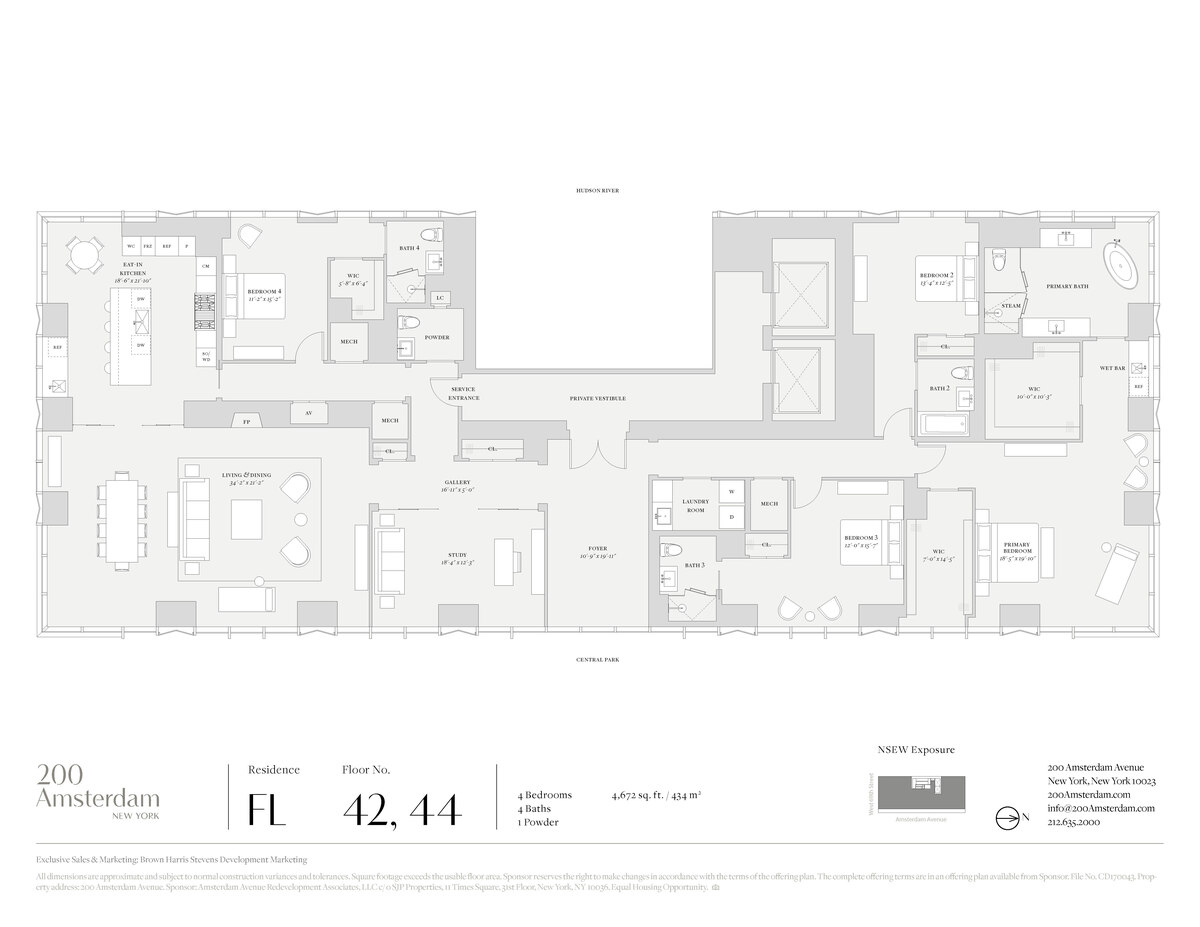 HUDSON RIVER
EAT-IN
KITCHEN
18'-6" x 21'-10"
WC
FRZ
REF
P
CM
SO/
WD
DW
DW
REF
BEDROOM 4
11'-2" x 15'-2"
WIC
5'-8" x 6'-4"
MECH
BATH 4
LC
POWDER
SERVICE
ENTRANCE
PRIVATE VESTIBULE
BEDROOM 2
13'-4" x 12'-5"
CL.
BATH 2
STEAM
PRIMARY BATH
WIC
10'-0" x 10'-3"
WET BAR
REF
FP
AV
MECH
CL.
CL.
LIVING & DINING
34'-2" x 21'-2"
GALLERY
16'-11" x 5'-0"
STUDY
18'-4" x 12'-3"
FOYER
10'-9" x 19'-11"
LAUNDRY
ROOM
W
D
MECH
CL.
BATH 3
BEDROOM 3
12'-0" x 15'-7"
WIC
7'-0" x 14'-5"
PRIMARY
BEDROOM
18'-5" x 19'-10"
CENTRAL PARK
200
Amsterdam
NEW YORK
Residence
FL
Floor No.
42, 44
4 Bedrooms
4 Baths
1 Powder
4,672 sq. ft. / 434 m²
NSEW Exposure
West 69th Street
Amsterdam Avenue
N
200 Amsterdam Avenue
New York, New York 10023
200Amsterdam.com
info@200Amsterdam.com
212.635.2000
Exclusive Sales & Marketing: Brown Harris Stevens Development Marketing
All dimensions are approximate and subject to normal construction variances and tolerances. Square footage exceeds the usable floor area. Sponsor reserves the right to make changes in accordance with the terms of the offering plan. The complete offering terms are in an offering plan available from Sponsor. File No. CD170043. Prop-
erty address: 200 Amsterdam Avenue. Sponsor: Amsterdam Avenue Redevelopment Associates, LLC c/o SJP Properties, 11 Times Square, 31st Floor, New York, NY 10036. Equal Housing Opportunity.